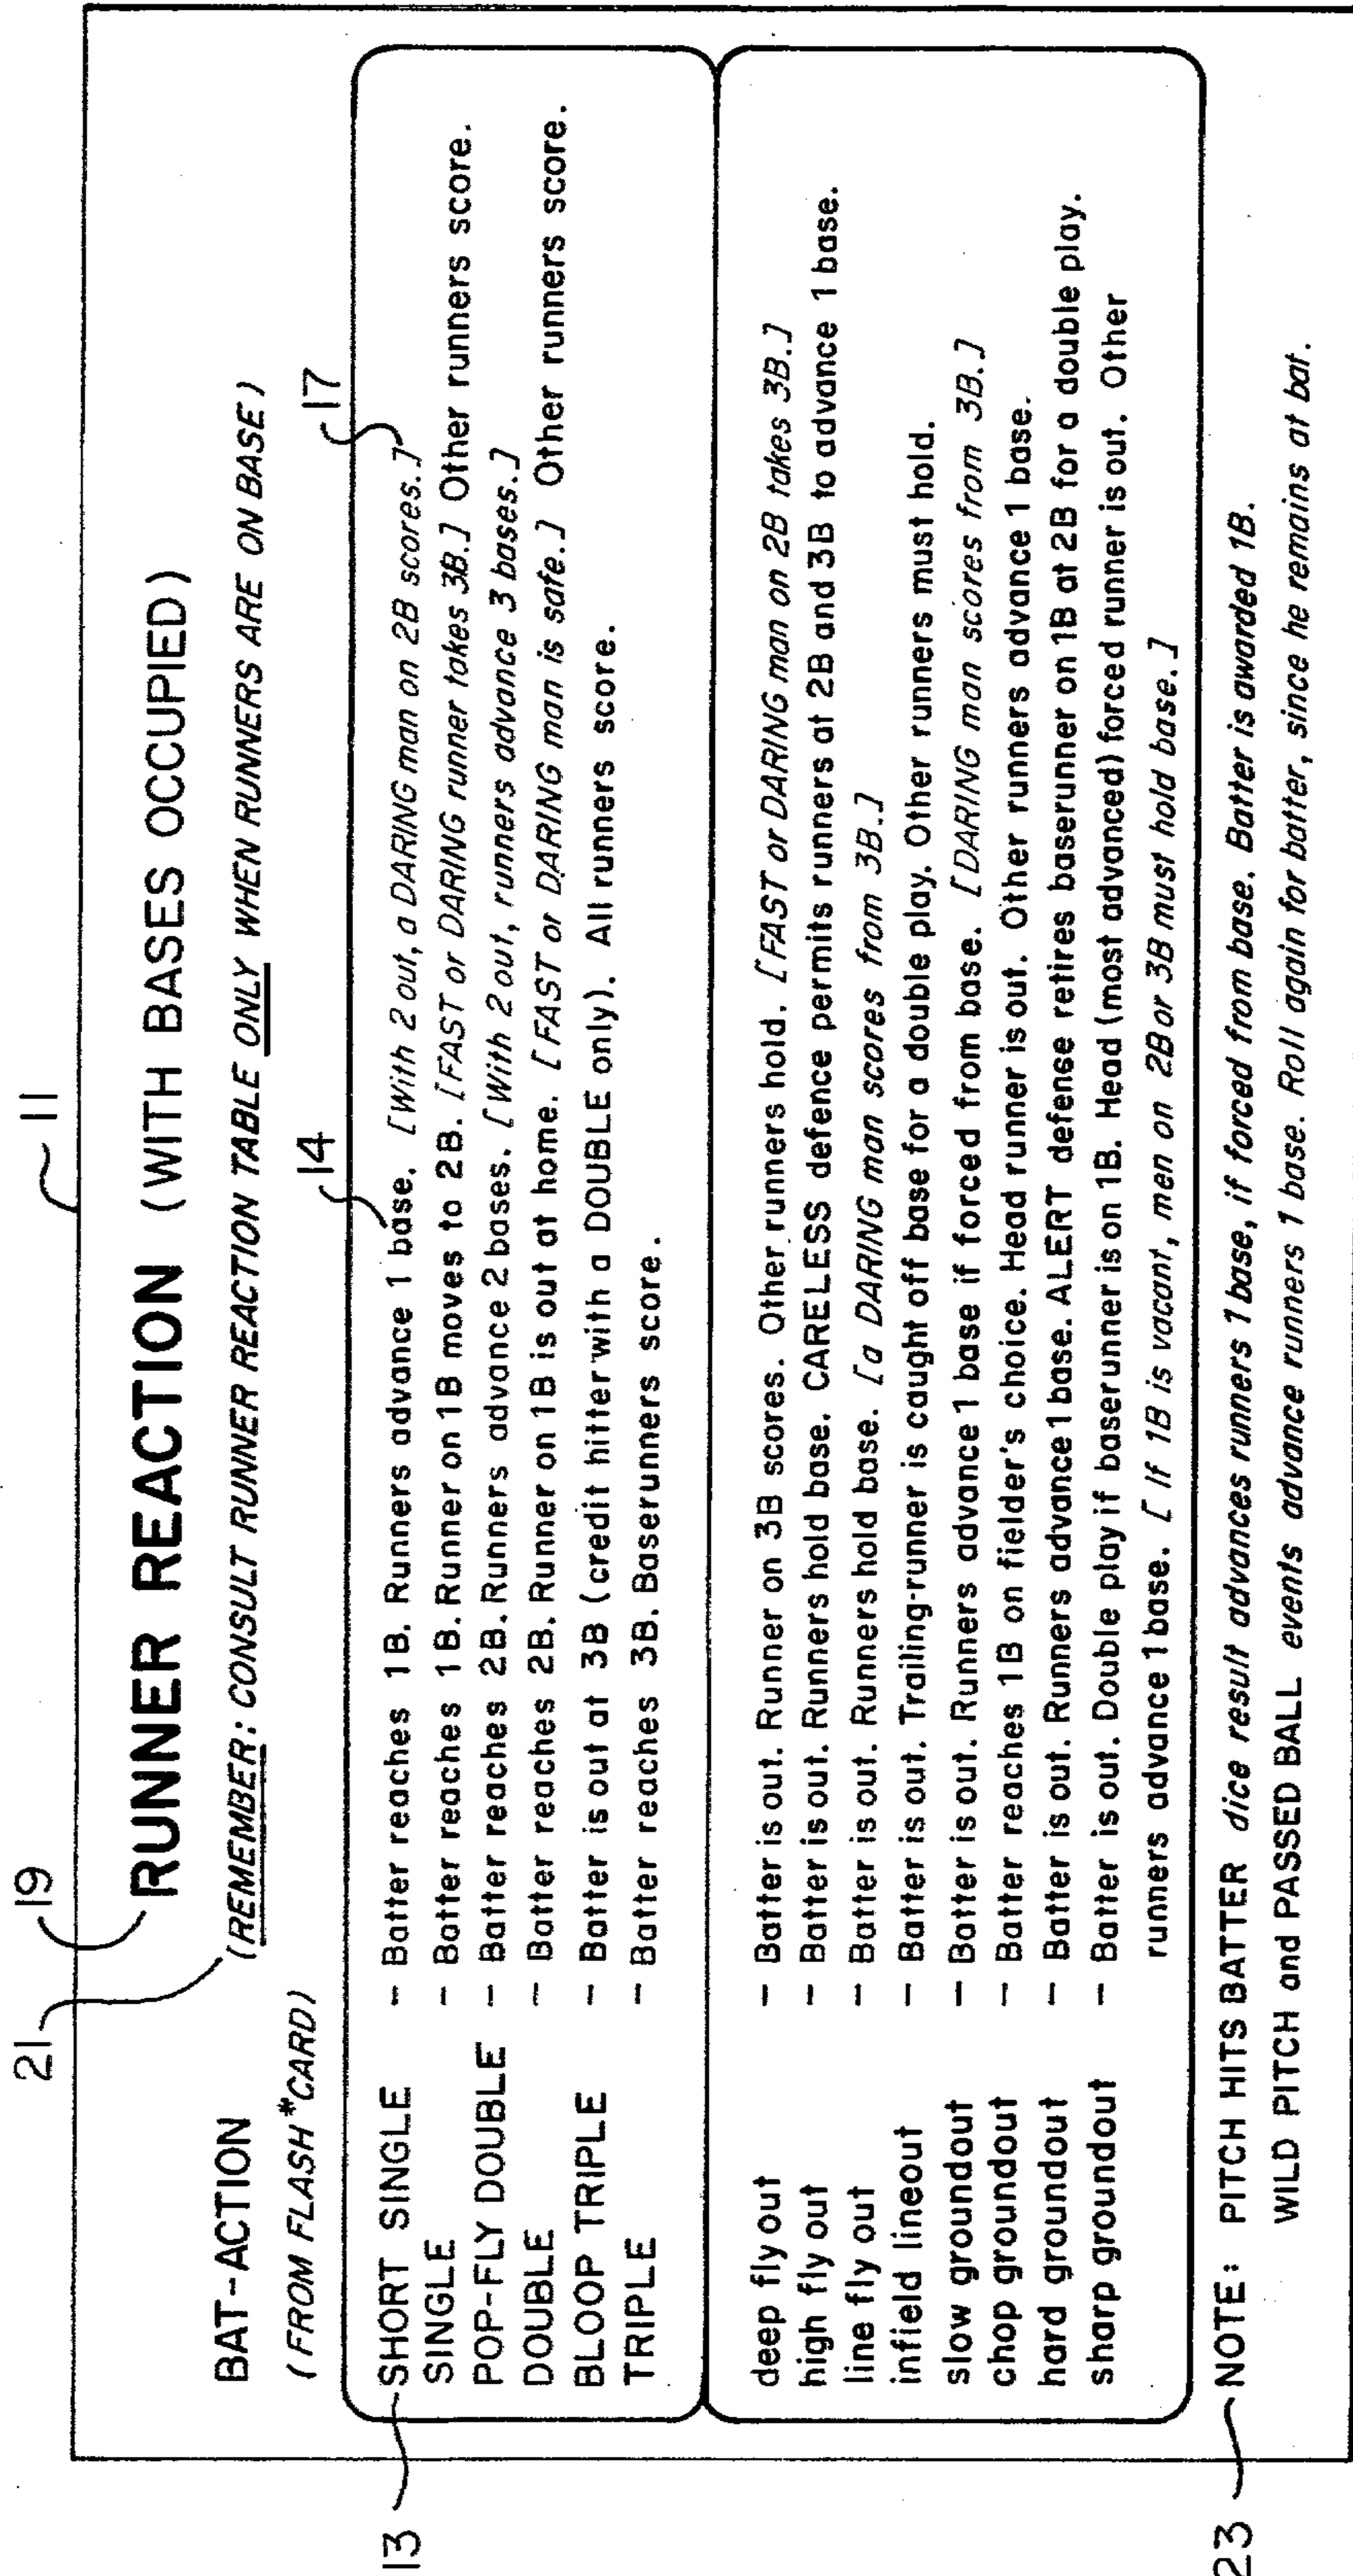 11
21 19
RUNNER REACTION (WITH BASES OCCUPIED)
(REMEMBER: CONSULT RUNNER REACTION TABLE ONLY WHEN RUNNERS ARE ON BASE)
BAT-ACTION
(FROM FLASH*CARD)
14 17
13
SHORT SINGLE – Batter reaches 1B. Runners advance 1 base. [With 2 out, a DARING man on 2B scores.]
SINGLE – Batter reaches 1B. Runner on 1B moves to 2B. [FAST or DARING runner takes 3B.] Other runners score.
POP-FLY DOUBLE – Batter reaches 2B. Runners advance 2 bases. [With 2 out, runners advance 3 bases.]
DOUBLE – Batter reaches 2B. Runner on 1B is out at home. [FAST or DARING man is safe.] Other runners score.
BLOOP TRIPLE – Batter is out at 3B (credit hitter with a DOUBLE only). All runners score.
TRIPLE – Batter reaches 3B. Baserunners score.
deep fly out – Batter is out. Runner on 3B scores. Other runners hold. [FAST or DARING man on 2B takes 3B.]
high fly out – Batter is out. Runners hold base. CARELESS defence permits runners at 2B and 3B to advance 1 base.
line fly out – Batter is out. Runners hold base. [a DARING man scores from 3B.]
infield lineout – Batter is out. Trailing-runner is caught off base for a double play. Other runners must hold.
slow groundout – Batter is out. Runners advance 1 base if forced from base. [DARING man scores from 3B.]
chop groundout – Batter reaches 1B on fielder's choice. Head runner is out. Other runners advance 1 base.
hard groundout – Batter is out. Runners advance 1 base. ALERT defense retires baserunner on 1B at 2B for a double play.
sharp groundout – Batter is out. Double play if baserunner is on 1B. Head (most advanced) forced runner is out. Other
runners advance 1 base. [If 1B is vacant, men on 2B or 3B must hold base.]
23
NOTE: PITCH HITS BATTER dice result advances runners 1 base, if forced from base. Batter is awarded 1B.
WILD PITCH and PASSED BALL events advance runners 1 base. Roll again for batter, since he remains at bat.